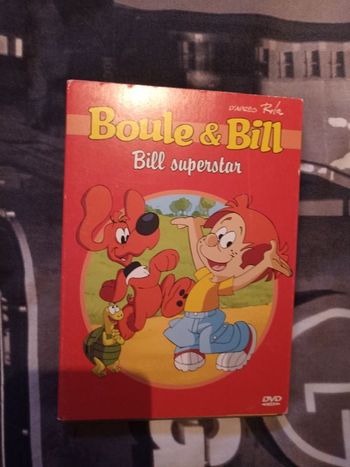 D'APRÈS Roba
Boule & Bill
Bill superstar
DVD